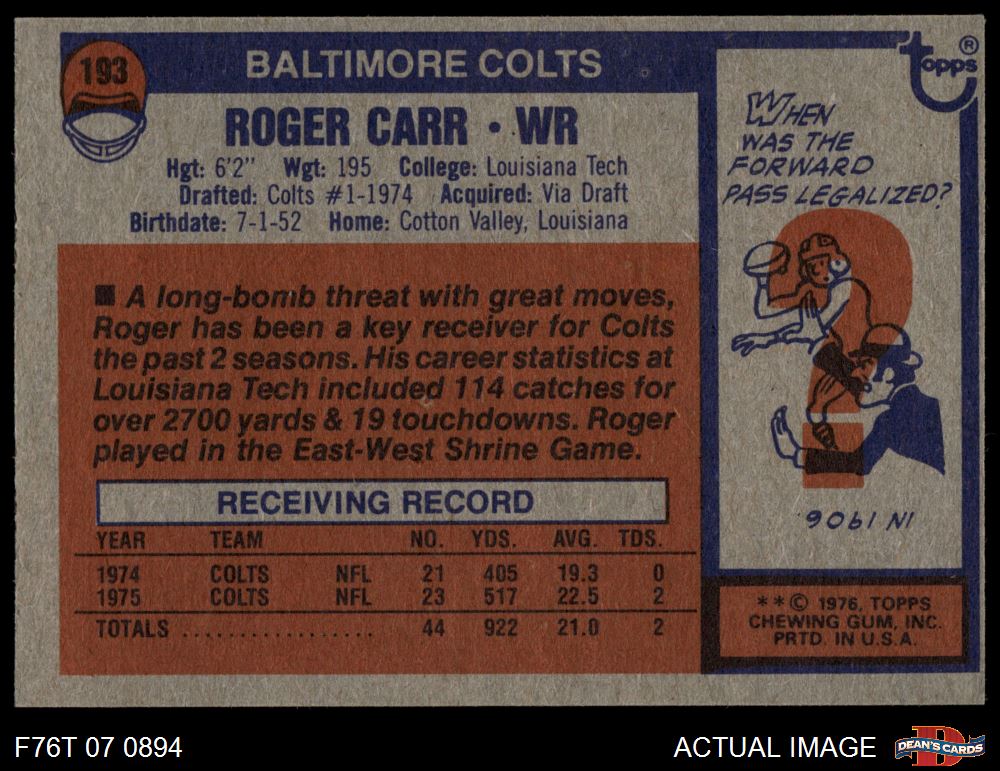 193
BALTIMORE COLTS
ROGER CARR · WR
Hgt: 6'2" Wgt: 195 College: Louisiana Tech
Drafted: Colts #1-1974 Acquired: Via Draft
Birthdate: 7-1-52 Home: Cotton Valley, Louisiana
■ A long-bomb threat with great moves,
Roger has been a key receiver for Colts
the past 2 seasons. His career statistics at
Louisiana Tech included 114 catches for
over 2700 yards & 19 touchdowns. Roger
played in the East-West Shrine Game.
RECEIVING RECORD
YEAR TEAM NO. YDS. AVG. TDS.
1974 COLTS NFL 21 405 19.3 0
1975 COLTS NFL 23 517 22.5 2
TOTALS .................. 44 922 21.0 2
topps®
WHEN
WAS THE
FORWARD
PASS LEGALIZED?
?
IN 1906.
**© 1976, TOPPS
CHEWING GUM, INC.
PRTD. IN U.S.A.
F76T 07 0894
ACTUAL IMAGE
D
DEAN'S CARDS